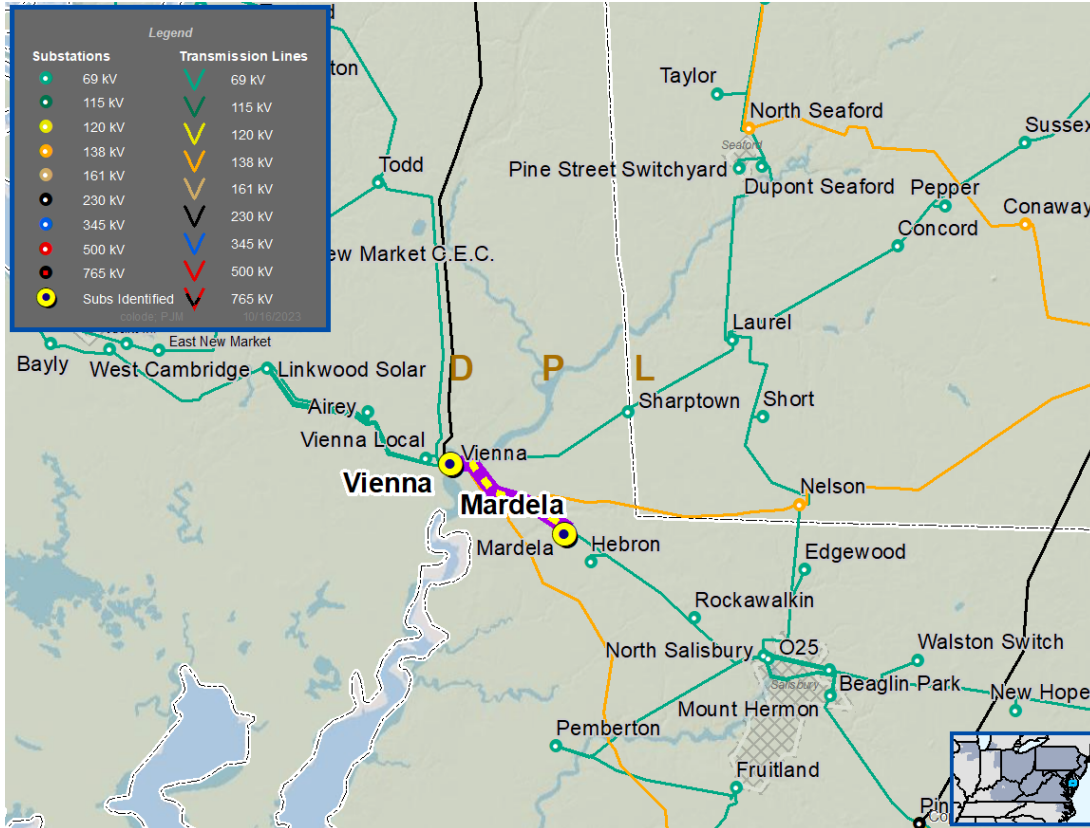 Legend
Substations
Transmission Lines
69 kV
69 kV
115 kV
115 kV
120 kV
120 kV
138 kV
138 kV
161 kV
161 kV
230 kV
230 kV
345 kV
345 kV
500 kV
500 kV
765 kV
765 kV
Subs Identified
colode, PJM
10/16/2023
Taylor
North Seaford
Seaford
Sussex
Todd
Pine Street Switchyard
Dupont Seaford
Pepper
Conaway
Concord
ew Market C.E.C.
Laurel
East New Market
Bayly
West Cambridge
Linkwood Solar
D P L
Airey
Sharptown
Short
Vienna Local
Vienna
Vienna
Mardela
Nelson
Mardela
Hebron
Edgewood
Rockawalkin
North Salisbury
O25
Walston Switch
Salisbury
Beaglin Park
Mount Hermon
New Hope
Pemberton
Fruitland
Pin
Co